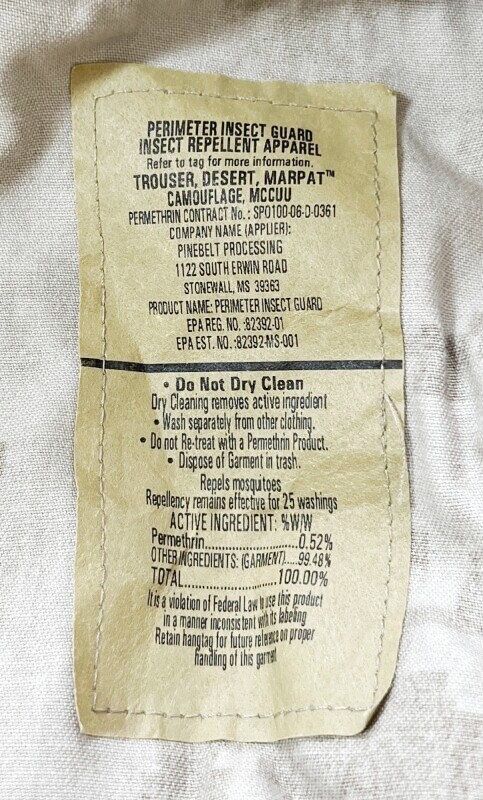 PERIMETER INSECT GUARD
INSECT REPELLENT APPAREL
Refer to tag for more information.
TROUSER, DESERT, MARPAT™
CAMOUFLAGE, MCCUU
PERMETHRIN CONTRACT No.: SPO100-06-D-0361
COMPANY NAME (APPLIER):
PINEBELT PROCESSING
1122 SOUTH ERWIN ROAD
STONEWALL, MS 39363
PRODUCT NAME: PERIMETER INSECT GUARD
EPA REG. NO. :82392-01
EPA EST. NO.:82392-MS-001
• Do Not Dry Clean
Dry Cleaning removes active ingredient
• Wash separately from other clothing.
• Do not Re-treat with a Permethrin Product.
• Dispose of Garment in trash.
Repels mosquitoes
Repellency remains effective for 25 washings
ACTIVE INGREDIENT: %W/W
Permethrin......................0.52%
OTHER INGREDIENTS: (GARMENT).....99.48%
TOTAL......................100.00%
It is a violation of Federal Law to use this product
in a manner inconsistent with its labeling
Retain hangtag for future reference on proper
handling of this garment